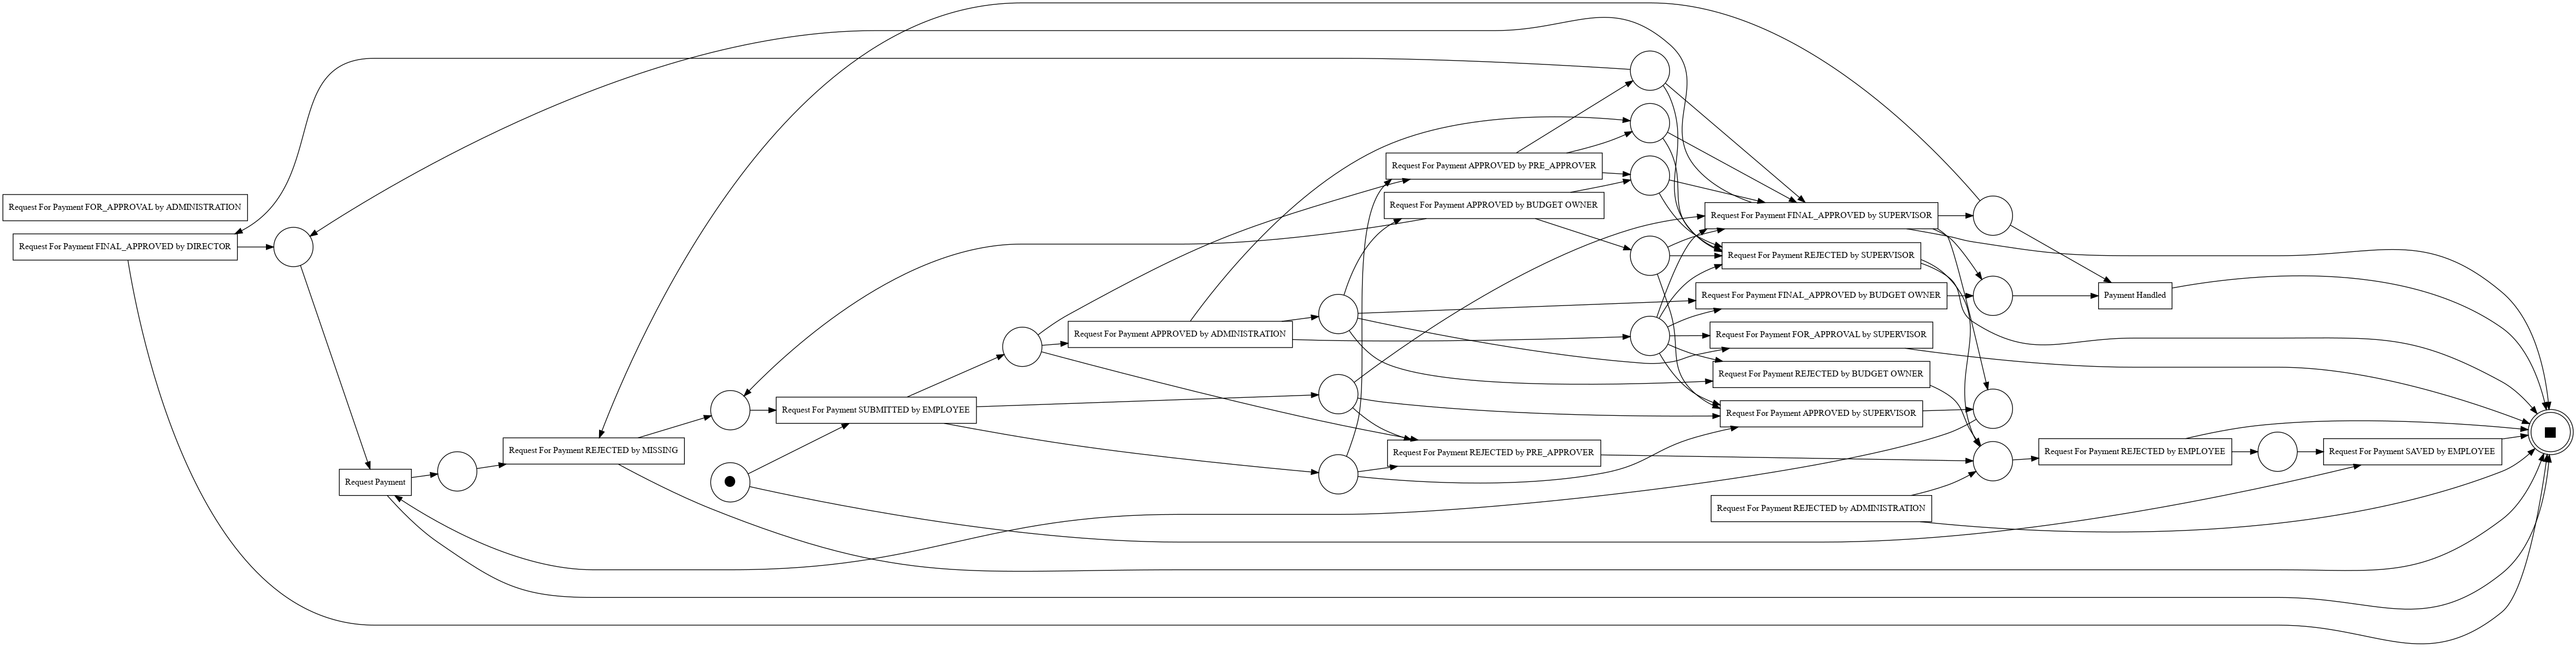 Request For Payment FOR_APPROVAL by ADMINISTRATION
Request For Payment FINAL_APPROVED by DIRECTOR
Request Payment
Request For Payment REJECTED by MISSING
Request For Payment SUBMITTED by EMPLOYEE
Request For Payment APPROVED by ADMINISTRATION
Request For Payment APPROVED by PRE_APPROVER
Request For Payment APPROVED by BUDGET OWNER
Request For Payment REJECTED by PRE_APPROVER
Request For Payment FINAL_APPROVED by SUPERVISOR
Request For Payment REJECTED by SUPERVISOR
Request For Payment FINAL_APPROVED by BUDGET OWNER
Request For Payment FOR_APPROVAL by SUPERVISOR
Request For Payment REJECTED by BUDGET OWNER
Request For Payment APPROVED by SUPERVISOR
Request For Payment REJECTED by ADMINISTRATION
Payment Handled
Request For Payment REJECTED by EMPLOYEE
Request For Payment SAVED by EMPLOYEE